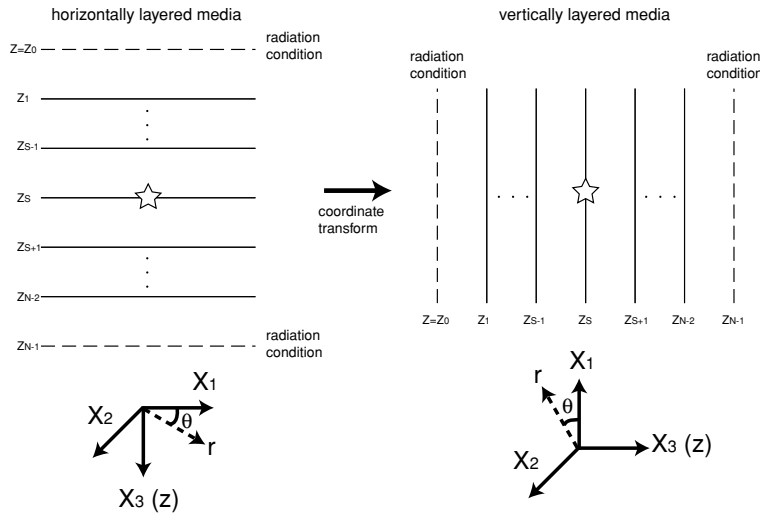 horizontally layered media
Z=Z0
radiation
condition
Z1
ZS-1
ZS
ZS+1
ZN-2
ZN-1
radiation
condition
X1
X2
θ
r
X3 (z)
coordinate
transform
vertically layered media
radiation
condition
radiation
condition
Z=Z0
Z1
ZS-1
ZS
ZS+1
ZN-2
ZN-1
X1
r
θ
X3 (z)
X2